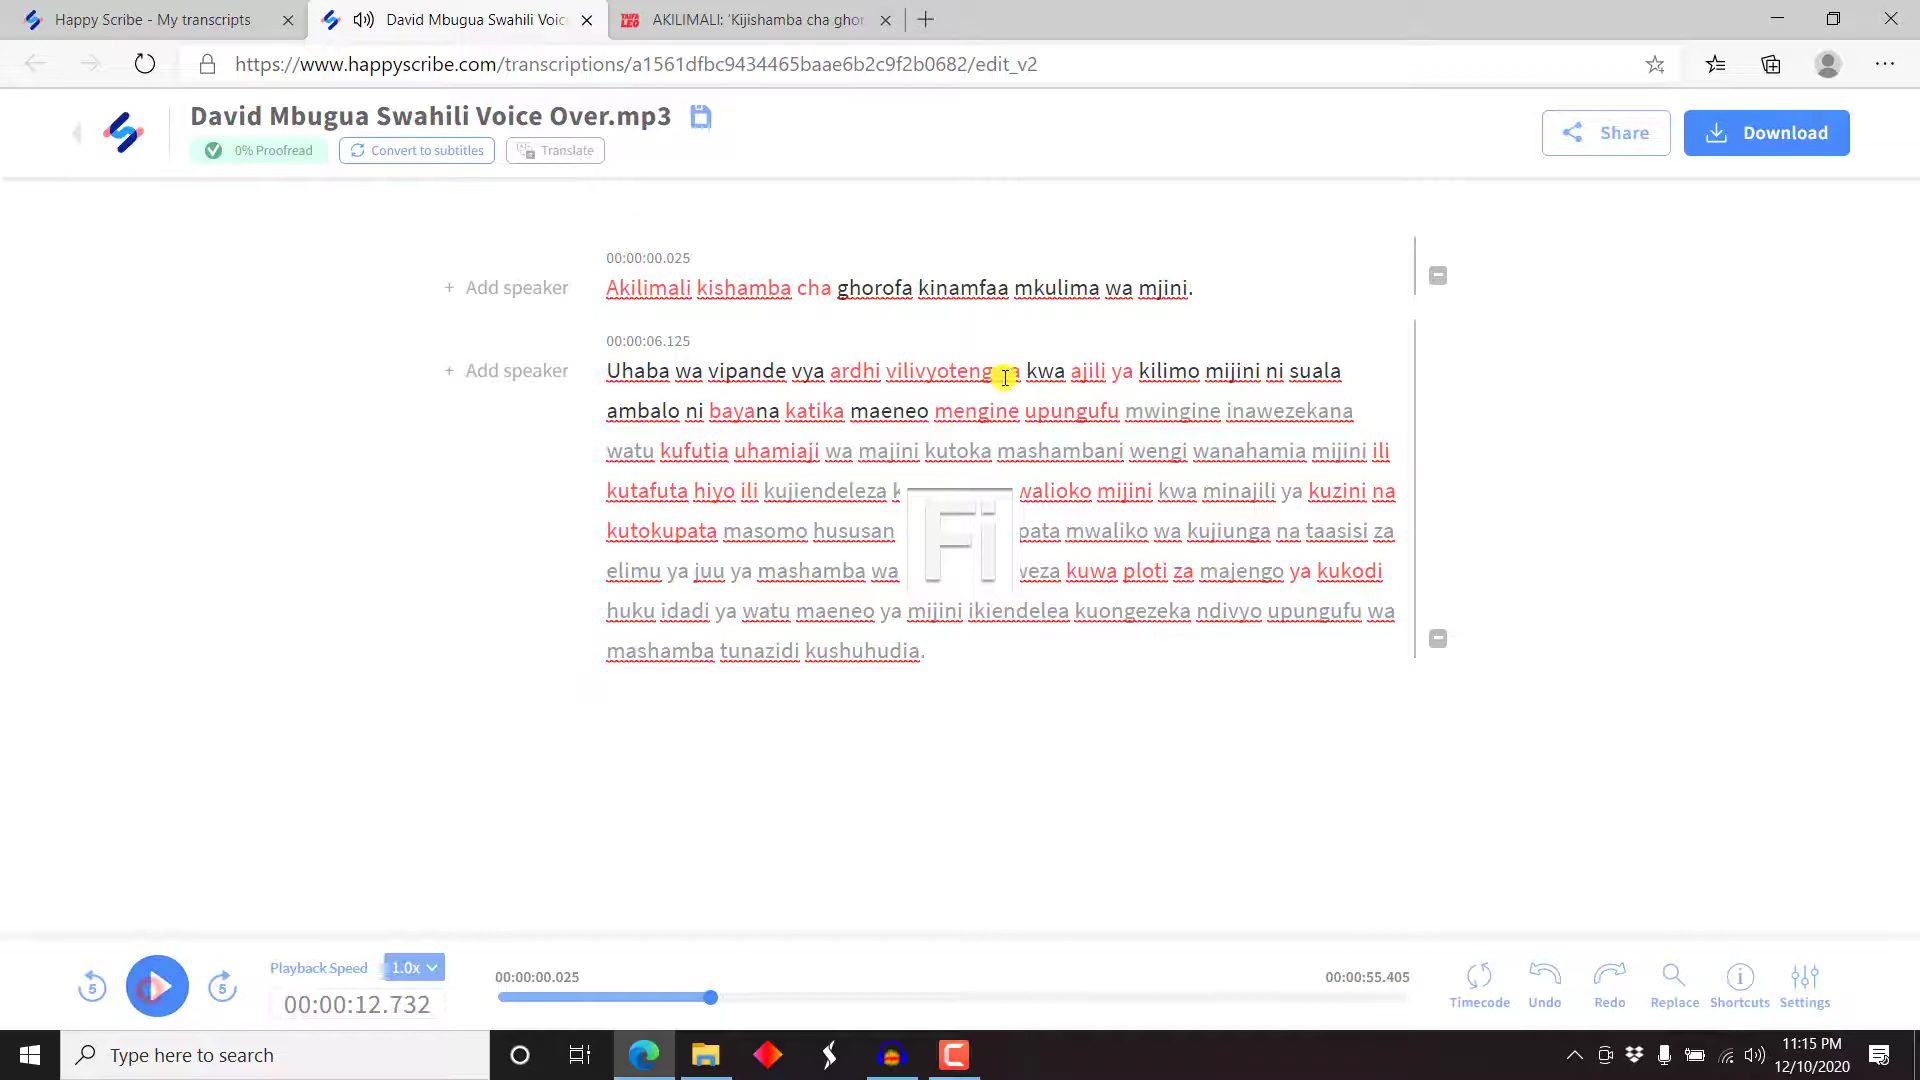 Happy Scribe - My transcripts
David Mbugua Swahili Voic
TAIFA LEO
AKILIMALI: 'Kijishamba cha ghor
https://www.happyscribe.com/transcriptions/a1561dfbc9434465baae6b2c9f2b0682/edit_v2
David Mbugua Swahili Voice Over.mp3
0% Proofread
Convert to subtitles
Translate
Share
Download
00:00:00.025
+ Add speaker
Akilimali kishamba cha ghorofa kinamfaa mkulima wa mjini.
00:00:06.125
+ Add speaker
Uhaba wa vipande vya ardhi kwa ajili ya kilimo mijini ni suala
ambalo ni bayana katika maeneo mengine upungufu mwingine inawezekana
watu kufutia uhamiaji wa majini kutoka mashambani wengi wanahamia mijini ili
kutafuta hiyo ili kujiendeleza walioko mijini kwa minajili ya kuzini na
kutokupata masomo hususan pata mwaliko wa kujiunga na taasisi za
elimu ya juu ya mashamba wa weza kuwa ploti za majengo ya kukodi
huku idadi ya watu maeneo ya mijini ikiendelea kuongezeka ndivyo upungufu wa
mashamba tunazidi kushuhudia.
Fi
5
5
Playback Speed
1.0x
00:00:12.732
00:00:00.025
00:00:55.405
Timecode
Undo
Redo
Replace
Shortcuts
Settings
Type here to search
11:15 PM
12/10/2020